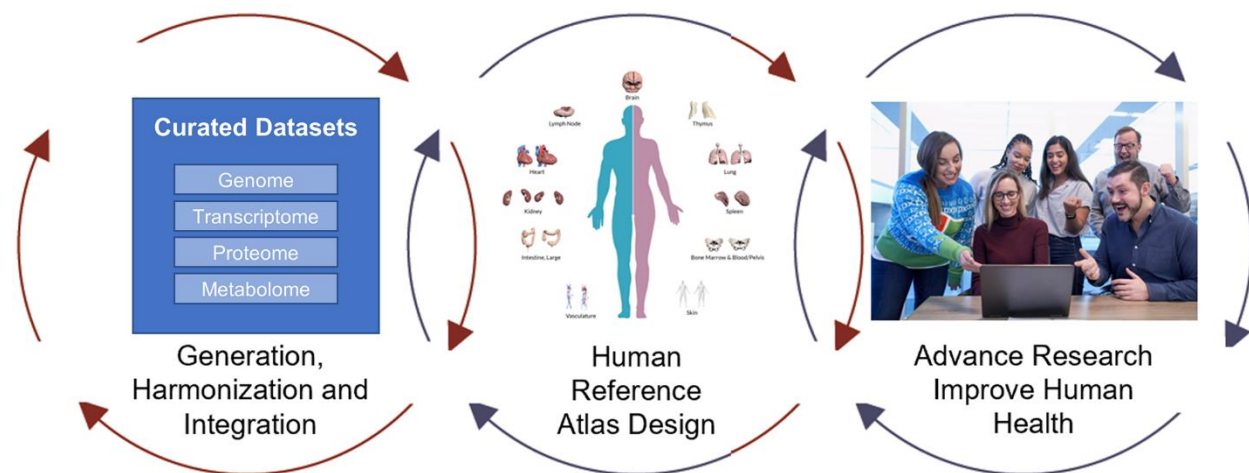 Curated Datasets
Genome
Transcriptome
Proteome
Metabolome
Generation,
Harmonization and
Integration
Brain
Lymph Node
Thymus
Heart
Lung
Kidney
Spleen
Intestine, Large
Bone Marrow & Blood/Pelvis
Vasculature
Skin
Human
Reference
Atlas Design
Advance Research
Improve Human
Health